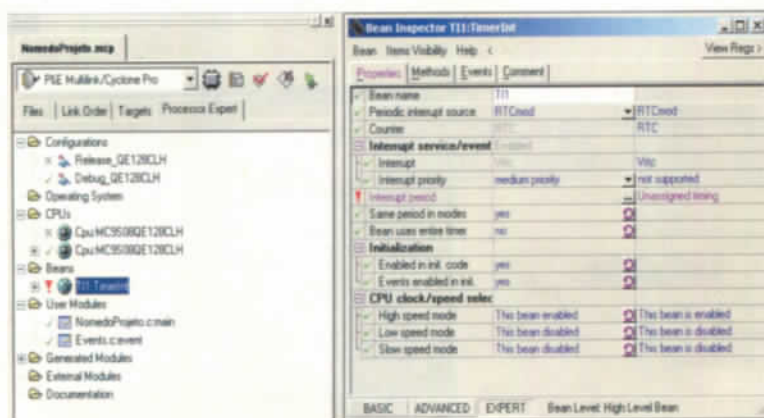 NomedoProjeto.mcp
P&E Multilink/Cyclone Pro
Files Link Order Targets Processor Expert
Configurations
Release_QE128CLH
Debug_QE128CLH
Operating System
CPUs
Cpu:MC9S08QE128CLH
Cpu:MC9S08QE128CLH
Beans
TI1:TimerInt
User Modules
NomedoProjeto.c:main
Events.c:event
Generated Modules
External Modules
Documentation
Bean Inspector TI1:TimerInt
Bean Items Visibility Help < View Regs >
Properties Methods Events Comment
Bean name TI1
Periodic interrupt source RTCmod RTCmod
Counter RTC RTC
Interrupt service/event Enabled
Interrupt Vrtc Vrtc
Interrupt priority medium priority not supported
Interrupt period Unassigned timing
Same period in modes yes
Bean uses entire timer no
Initialization
Enabled in init. code yes
Events enabled in init. yes
CPU clock/speed selec
High speed mode This bean enabled This bean is enabled
Low speed mode This bean disabled This bean is disabled
Slow speed mode This bean disabled This bean is disabled
BASIC ADVANCED EXPERT Bean Level: High Level Bean